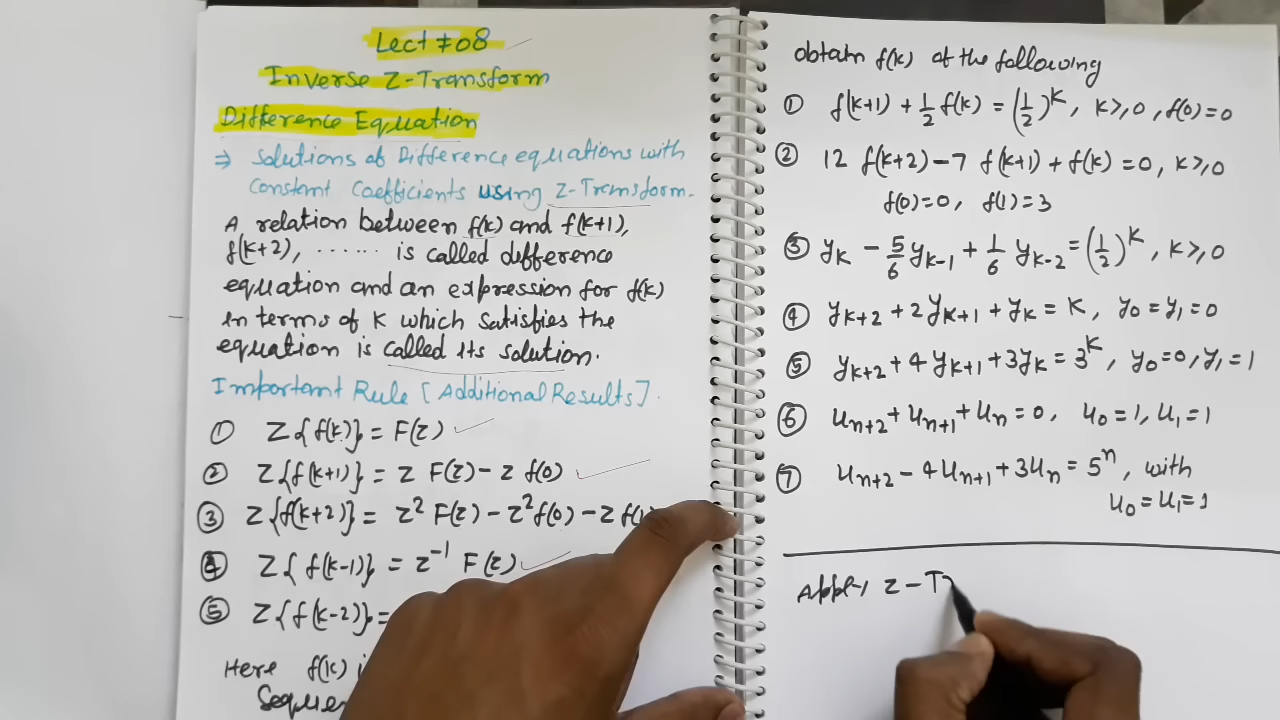 Lect ≠ 08
Inverse Z-Transform
Difference Equation
⇒ Solutions of Difference equations with
Constant Coefficients using Z-Transform.
A relation between f(k) and f(k+1),
f(k+2), ...... is called difference
equation and an expression for f(k)
in terms of K which satisfies the
equation is called its solution.
Important Rule [Additional Results].
① Z{f(k)} = F(z)
② Z{f(k+1)} = z F(z) - z f(0)
③ Z{f(k+2)} = z² F(z) - z² f(0) - z f(
④ Z{f(k-1)} = z⁻¹ F(z)
⑤ Z{f(k-2)} =
Here f(k)
obtain f(k) of the following
① f(k+1) + 1/2 f(k) = (1/2)^k, k≥0, f(0)=0
② 12 f(k+2) - 7 f(k+1) + f(k) = 0, k≥0
f(0)=0, f(1)=3
③ y_k - 5/6 y_{k-1} + 1/6 y_{k-2} = (1/2)^k, k≥0
④ y_{k+2} + 2y_{k+1} + y_k = k, y₀ = y₁ = 0
⑤ y_{k+2} + 4y_{k+1} + 3y_k = 3^k, y₀=0, y₁=1
⑥ u_{n+2} + u_{n+1} + u_n = 0, u₀=1, u₁=1
⑦ u_{n+2} - 4u_{n+1} + 3u_n = 5^n, with
u₀=u₁=1
Apply Z-T